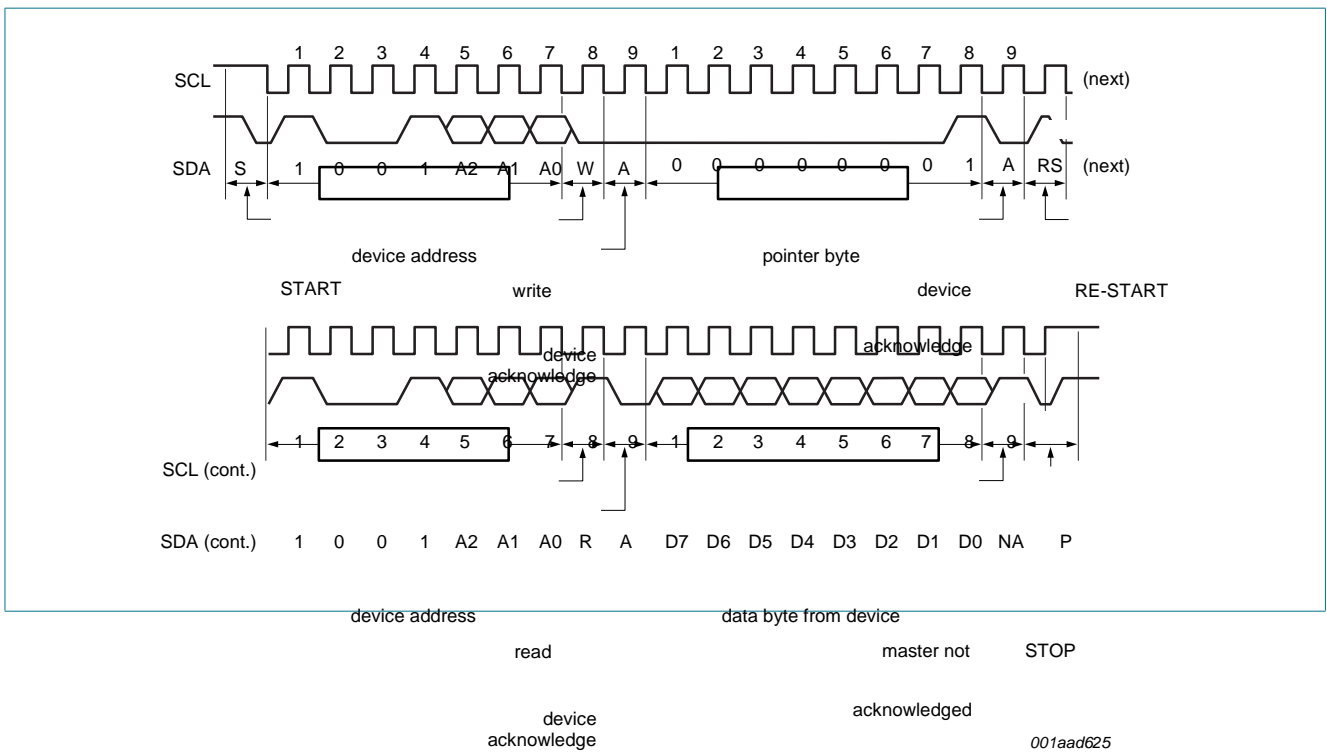 1 2 3 4 5 6 7 8 9 1 2 3 4 5 6 7 8 9
SCL (next)
SDA S 1 0 0 1 A2 A1 A0 W A 0 0 0 0 0 0 0 1 A RS (next)
device address pointer byte
START write device RE-START
acknowledge
device
acknowledge
1 2 3 4 5 6 7 8 9 1 2 3 4 5 6 7 8 9
SCL (cont.)
SDA (cont.) 1 0 0 1 A2 A1 A0 R A D7 D6 D5 D4 D3 D2 D1 D0 NA P
device address data byte from device
read master not STOP
acknowledged
device
acknowledge
001aad625